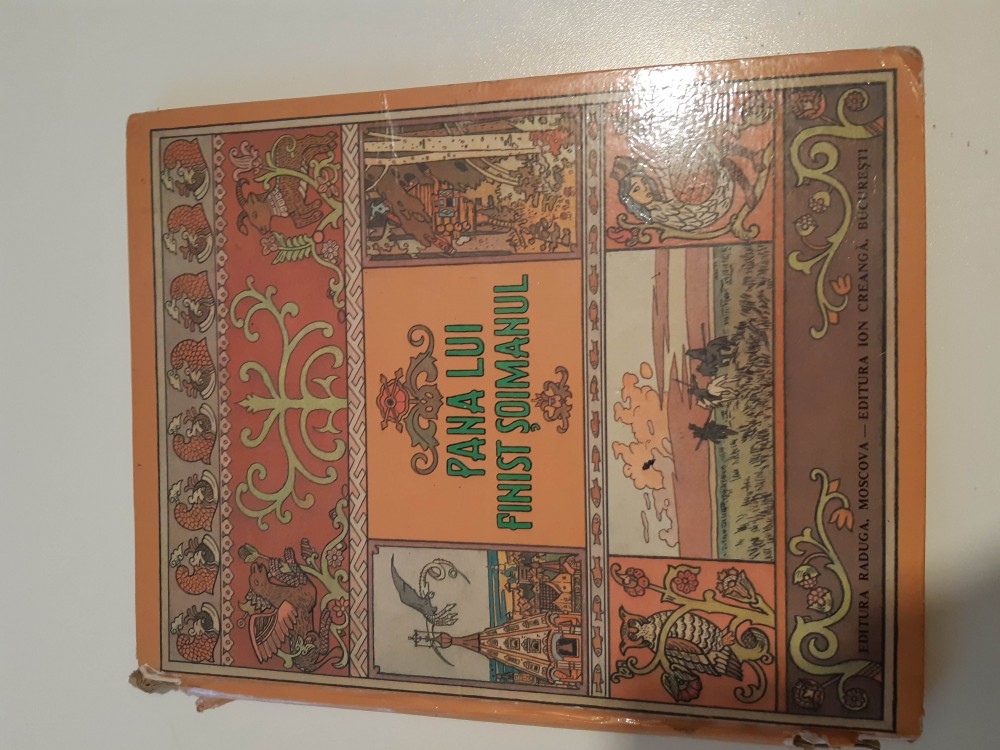 PANA LUI
FINIST ȘOIMANUL
EDITURA RADUGA, MOSCOVA — EDITURA ION CREANGĂ, BUCUREȘTI